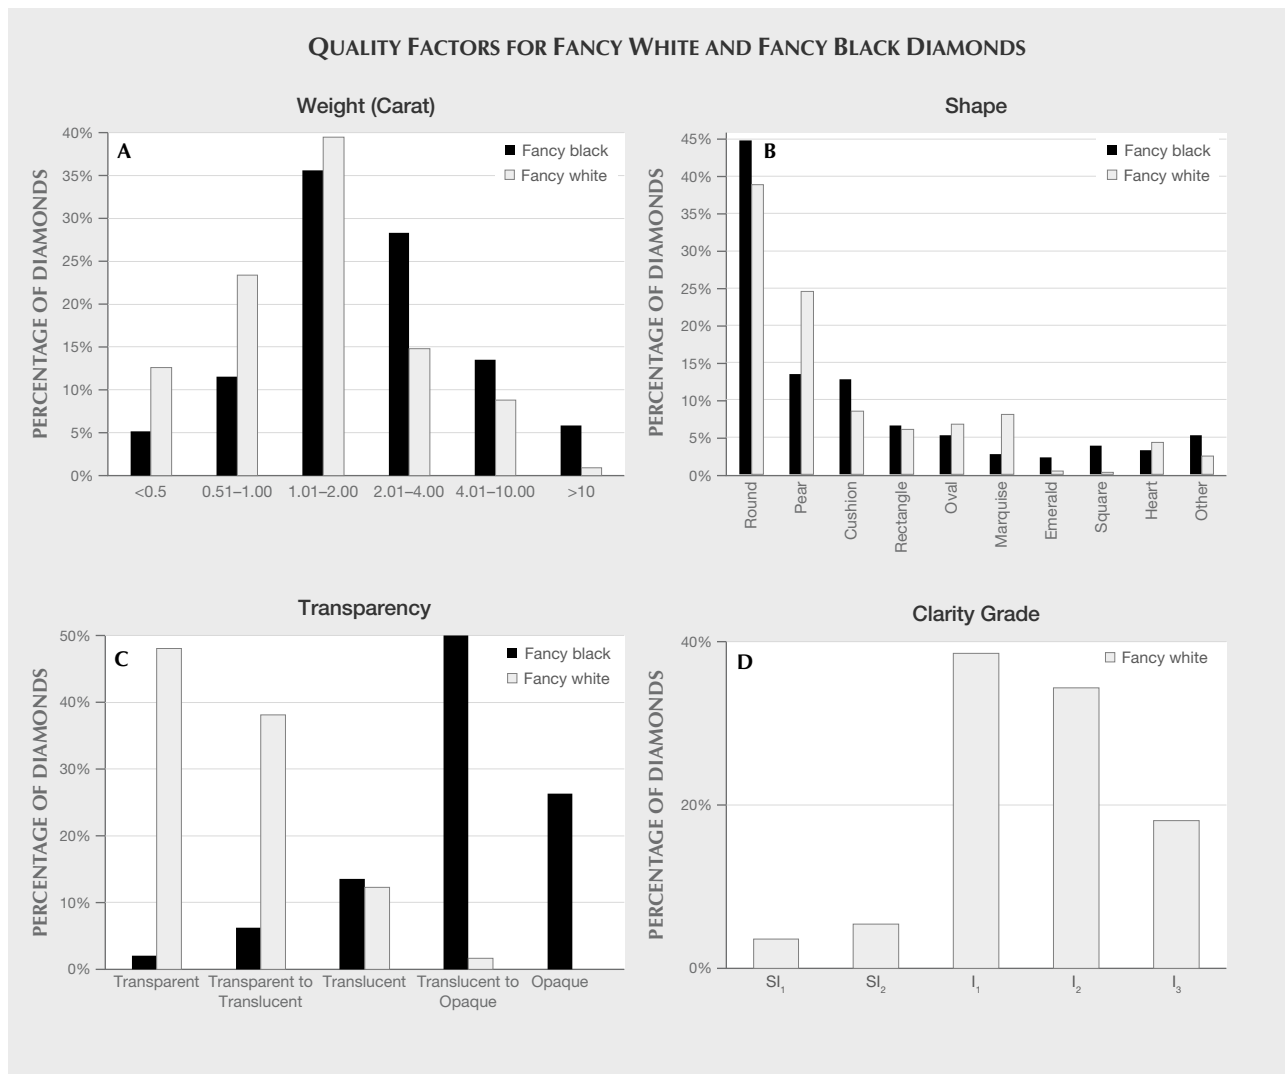 QUALITY FACTORS FOR FANCY WHITE AND FANCY BLACK DIAMONDS
Weight (Carat)
A
Fancy black
Fancy white
PERCENTAGE OF DIAMONDS
40%
35%
30%
25%
20%
15%
10%
5%
0%
<0.5 0.51–1.00 1.01–2.00 2.01–4.00 4.01–10.00 >10
Shape
B
Fancy black
Fancy white
PERCENTAGE OF DIAMONDS
45%
40%
35%
30%
25%
20%
15%
10%
5%
0%
Round
Pear
Cushion
Rectangle
Oval
Marquise
Emerald
Square
Heart
Other
Transparency
C
Fancy black
Fancy white
PERCENTAGE OF DIAMONDS
50%
40%
30%
20%
10%
0%
Transparent Transparent to Translucent Translucent to Opaque
Translucent Opaque
Clarity Grade
D
Fancy white
PERCENTAGE OF DIAMONDS
40%
20%
0%
SI₁ SI₂ I₁ I₂ I₃